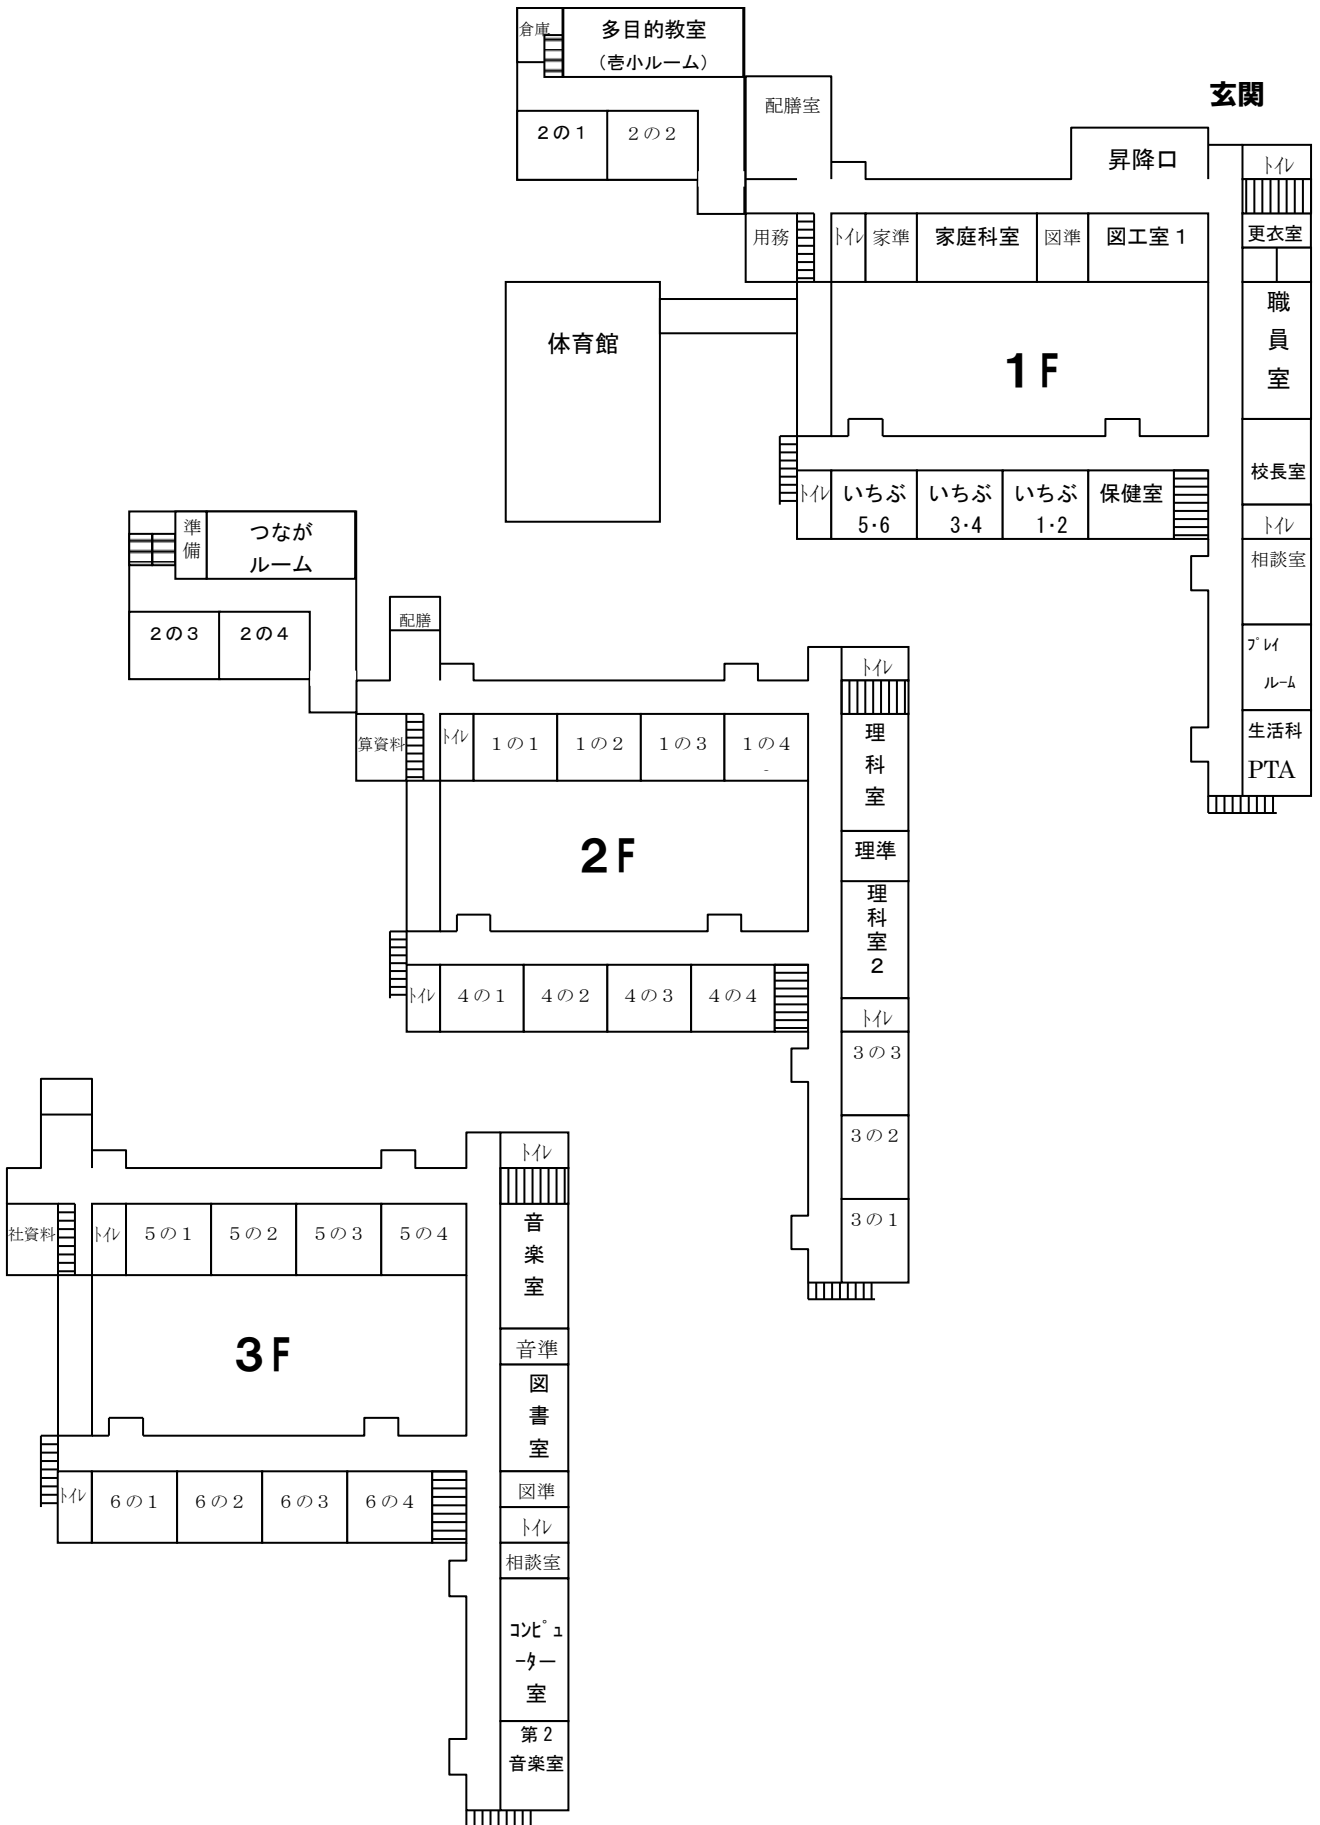 倉庫
多目的教室
（壱小ルーム）
配膳室
玄関
2の1
2の2
昇降口
トイレ
用務
トイレ
家準
家庭科室
図準
図工室1
更衣室
体育館
1F
職
員
室
校長室
トイレ
いちぶ
5・6
いちぶ
3・4
いちぶ
1・2
保健室
トイレ
相談室
プレイ
ルーム
生活科
PTA
準
備
つなが
ルーム
2の3
2の4
配膳
トイレ
算資料
トイレ
1の1
1の2
1の3
1の4
理
科
室
2F
理準
理
科
室
2
トイレ
4の1
4の2
4の3
4の4
トイレ
3の3
3の2
3の1
トイレ
社資料
トイレ
5の1
5の2
5の3
5の4
音
楽
室
3F
音準
図
書
室
トイレ
6の1
6の2
6の3
6の4
図準
トイレ
相談室
コンピュ
ーター
室
第2
音楽室